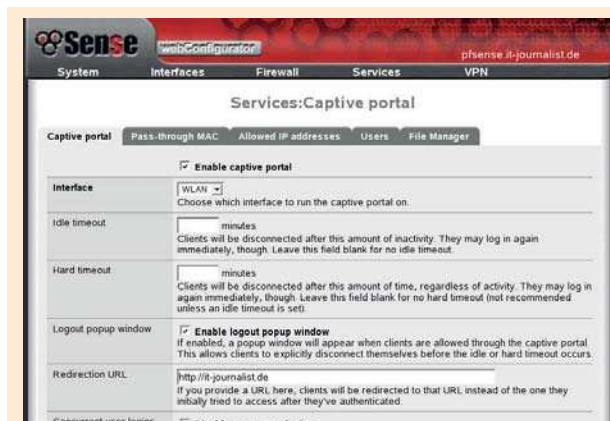 Sense webConfigurator pfsense.it-journalist.de
System Interfaces Firewall Services VPN
Services:Captive portal
Captive portal Pass-through MAC Allowed IP addresses Users File Manager
Enable captive portal
Interface
WLAN
Choose which interface to run the captive portal on.
Idle timeout
minutes
Clients will be disconnected after this amount of inactivity. They may log in again
immediately, though. Leave this field blank for no idle timeout.
Hard timeout
minutes
Clients will be disconnected after this amount of time, regardless of activity. They may log in
again immediately, though. Leave this field blank for no hard timeout (not recommended
unless an idle timeout is set).
Logout popup window
Enable logout popup window
If enabled, a popup window will appear when clients are allowed through the captive portal.
This allows clients to explicitly disconnect themselves before the idle or hard timeout occurs.
Redirection URL
http://it-journalist.de
If you provide a URL here, clients will be redirected to that URL instead of the one they
initially tried to access after they've authenticated.
Concurrent user logins